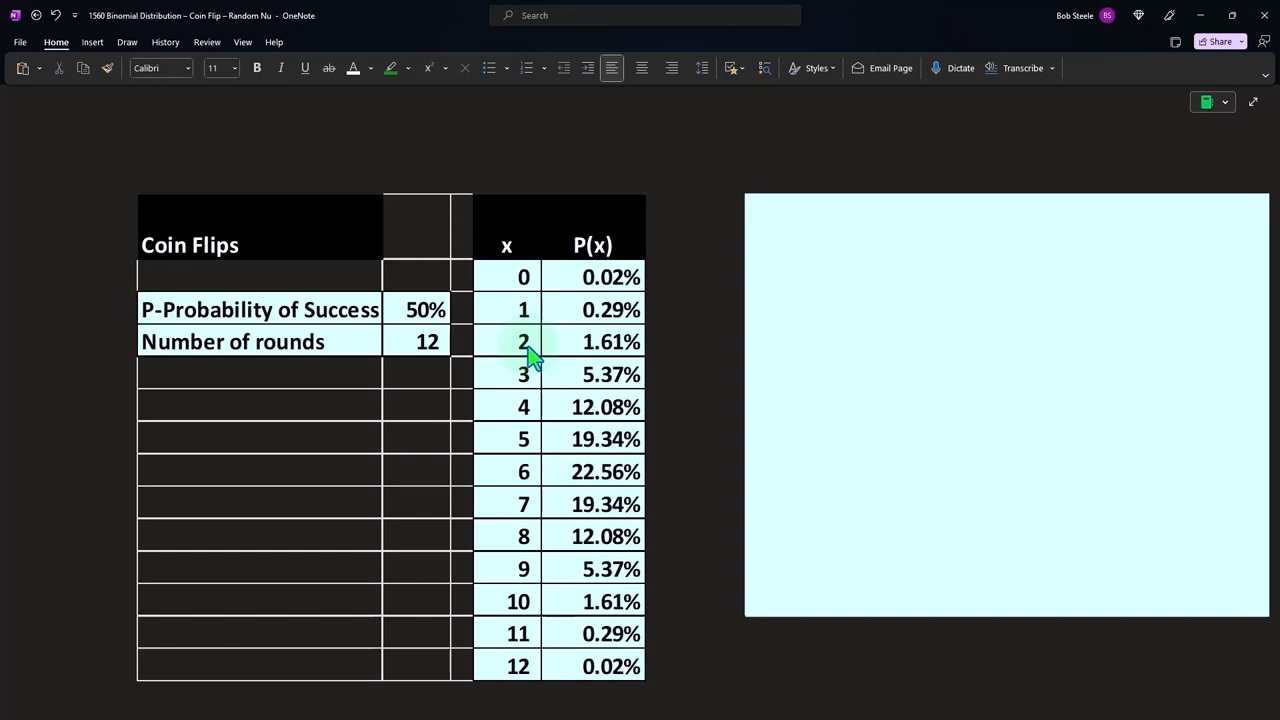 1560 Binomial Distribution – Coin Flip – Random Nu - OneNote
Search
Bob Steele BS
File Home Insert Draw History Review View Help
Share
Calibri 11 B I U ab A x Styles Email Page Dictate Transcribe
Coin Flips x P(x)
0 0.02%
P-Probability of Success 50% 1 0.29%
Number of rounds 12 2 1.61%
3 5.37%
4 12.08%
5 19.34%
6 22.56%
7 19.34%
8 12.08%
9 5.37%
10 1.61%
11 0.29%
12 0.02%